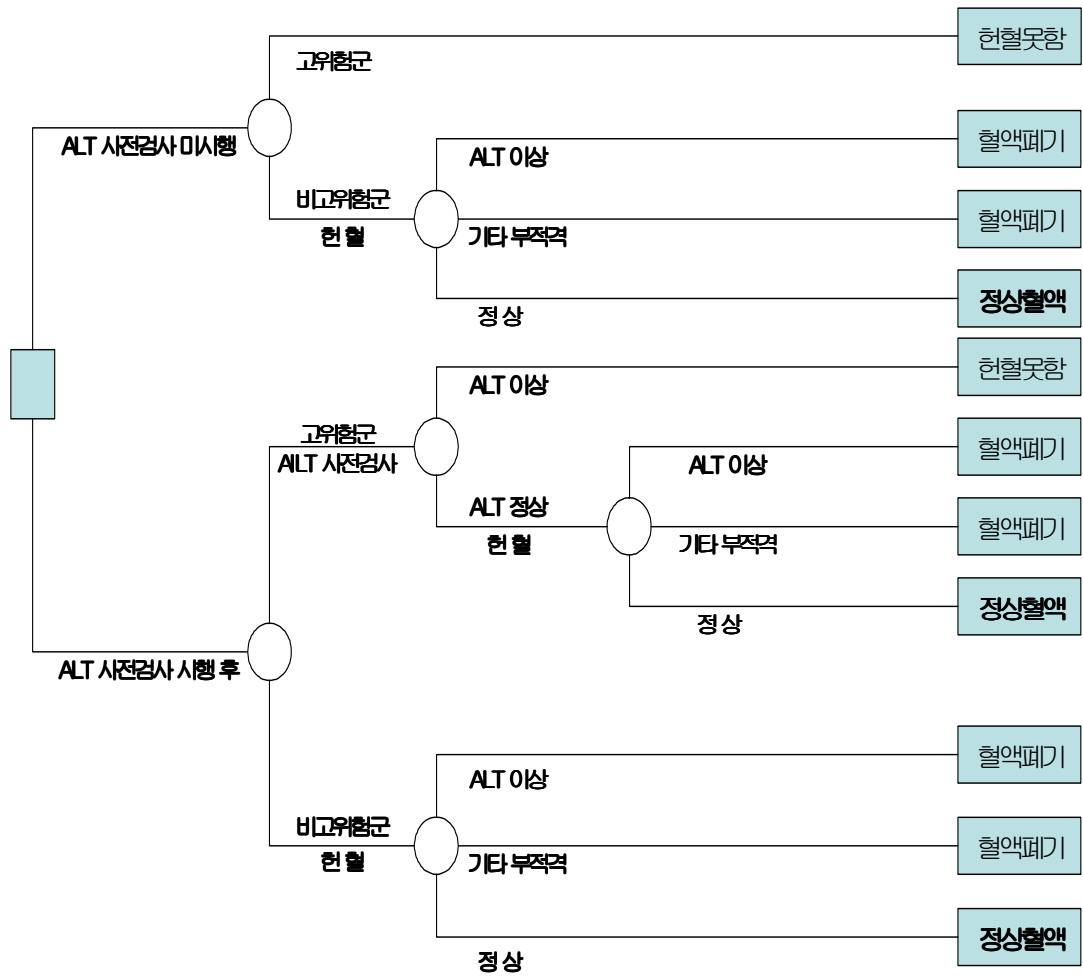 헌혈못함
고위험군
ALT 사전검사 미시행
혈액폐기
ALT 이상
비고위험군
헌 혈
혈액폐기
기타 부적격
정상혈액
정 상
헌혈못함
ALT 이상
고위험군
AILT 사전검사
혈액폐기
ALT 이상
ALT 정상
헌 혈
혈액폐기
기타 부적격
정상혈액
정 상
ALT 사전검사 시행 후
혈액폐기
ALT 이상
비고위험군
헌 혈
혈액폐기
기타 부적격
정상혈액
정 상